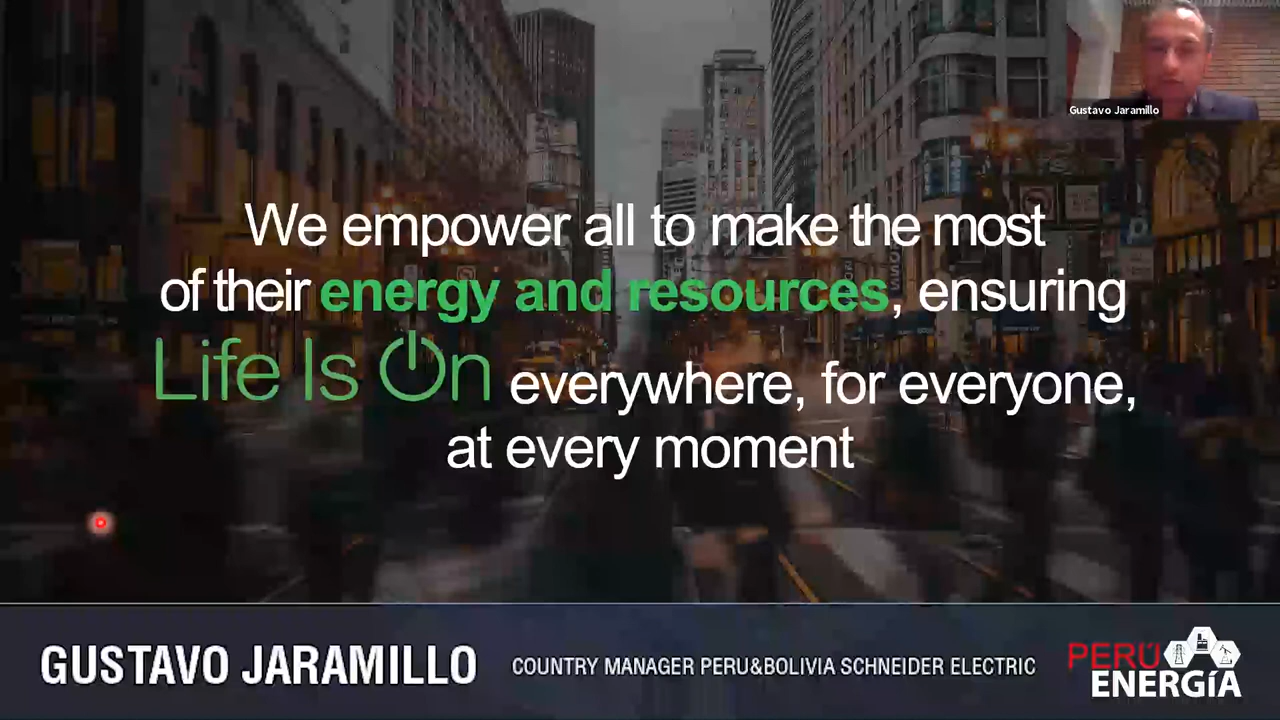 Gustavo Jaramillo
We empower all to make the most
of their energy and resources, ensuring
Life Is On everywhere, for everyone,
at every moment
GUSTAVO JARAMILLO
COUNTRY MANAGER PERU&BOLIVIA SCHNEIDER ELECTRIC
PERÚ
ENERGíA